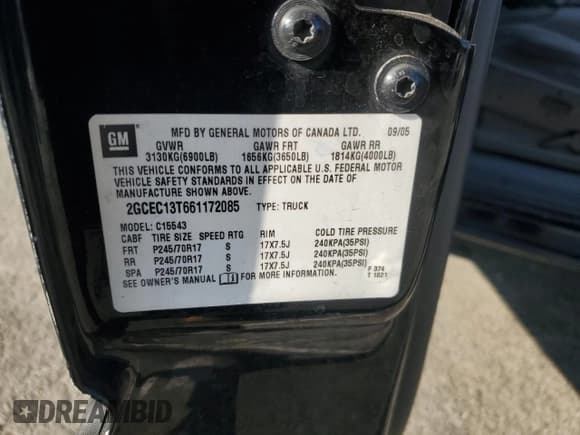 GM
MFD BY GENERAL MOTORS OF CANADA LTD. 09/05
GVWR GAWR FRT GAWR RR
3130KG(6900LB) 1656KG(3650LB) 1814KG(4000LB)
THIS VEHICLE CONFORMS TO ALL APPLICABLE U.S. FEDERAL MOTOR
VEHICLE SAFETY STANDARDS IN EFFECT ON THE DATE OF
MANUFACTURE SHOWN ABOVE.
2GCEC13T661172085 TYPE: TRUCK
MODEL: C15543
CABF TIRE SIZE SPEED RTG RIM COLD TIRE PRESSURE
FRT P245/70R17 S 17X7.5J 240KPA(35PSI)
RR P245/70R17 S 17X7.5J 240KPA(35PSI)
SPA P245/70R17 S 17X7.5J 240KPA(35PSI)
SEE OWNER'S MANUAL FOR MORE INFORMATION.
F 374
T 1021
DREAMBID